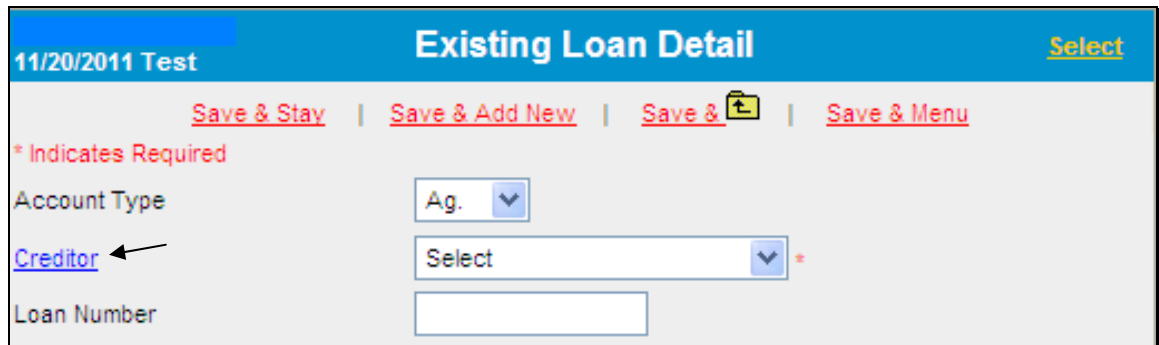 Existing Loan Detail
11/20/2011 Test
Select
Save & Stay | Save & Add New | Save & | Save & Menu
* Indicates Required
Account Type Ag.
Creditor Select *
Loan Number